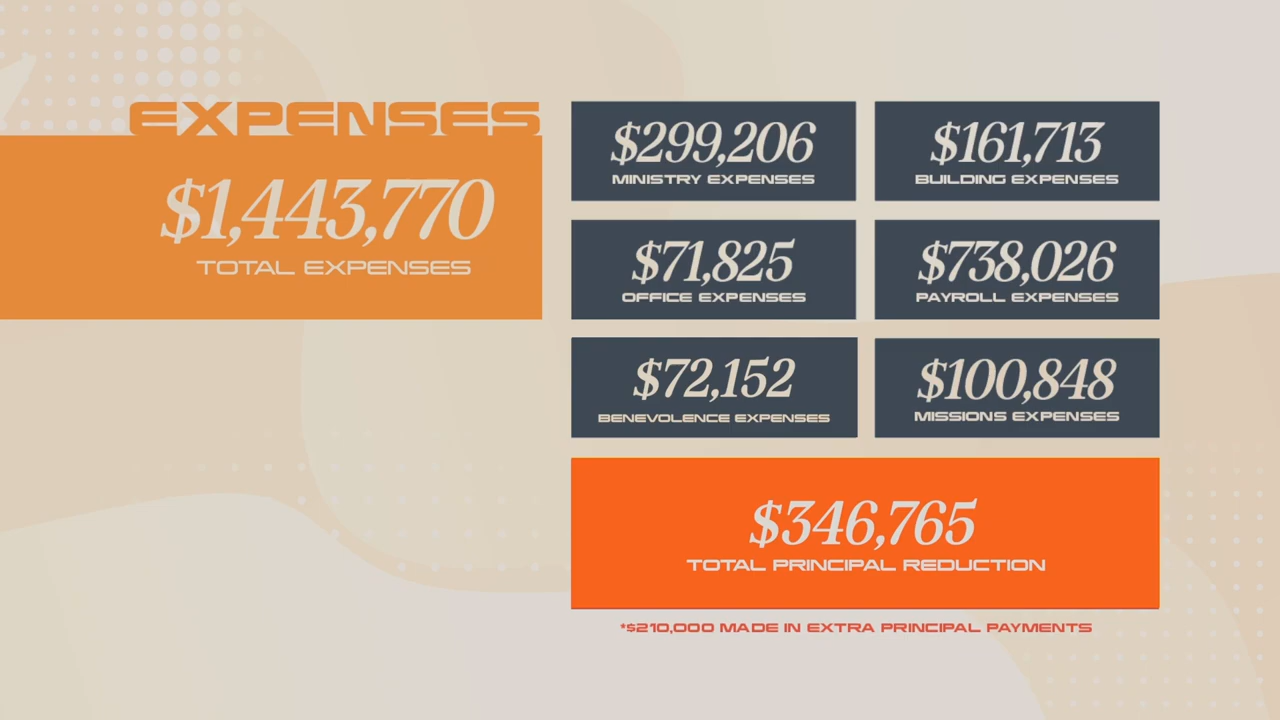 EXPENSES
$1,443,770
TOTAL EXPENSES
$299,206
MINISTRY EXPENSES
$161,713
BUILDING EXPENSES
$71,825
OFFICE EXPENSES
$738,026
PAYROLL EXPENSES
$72,152
BENEVOLENCE EXPENSES
$100,848
MISSIONS EXPENSES
$346,765
TOTAL PRINCIPAL REDUCTION
*$210,000 MADE IN EXTRA PRINCIPAL PAYMENTS